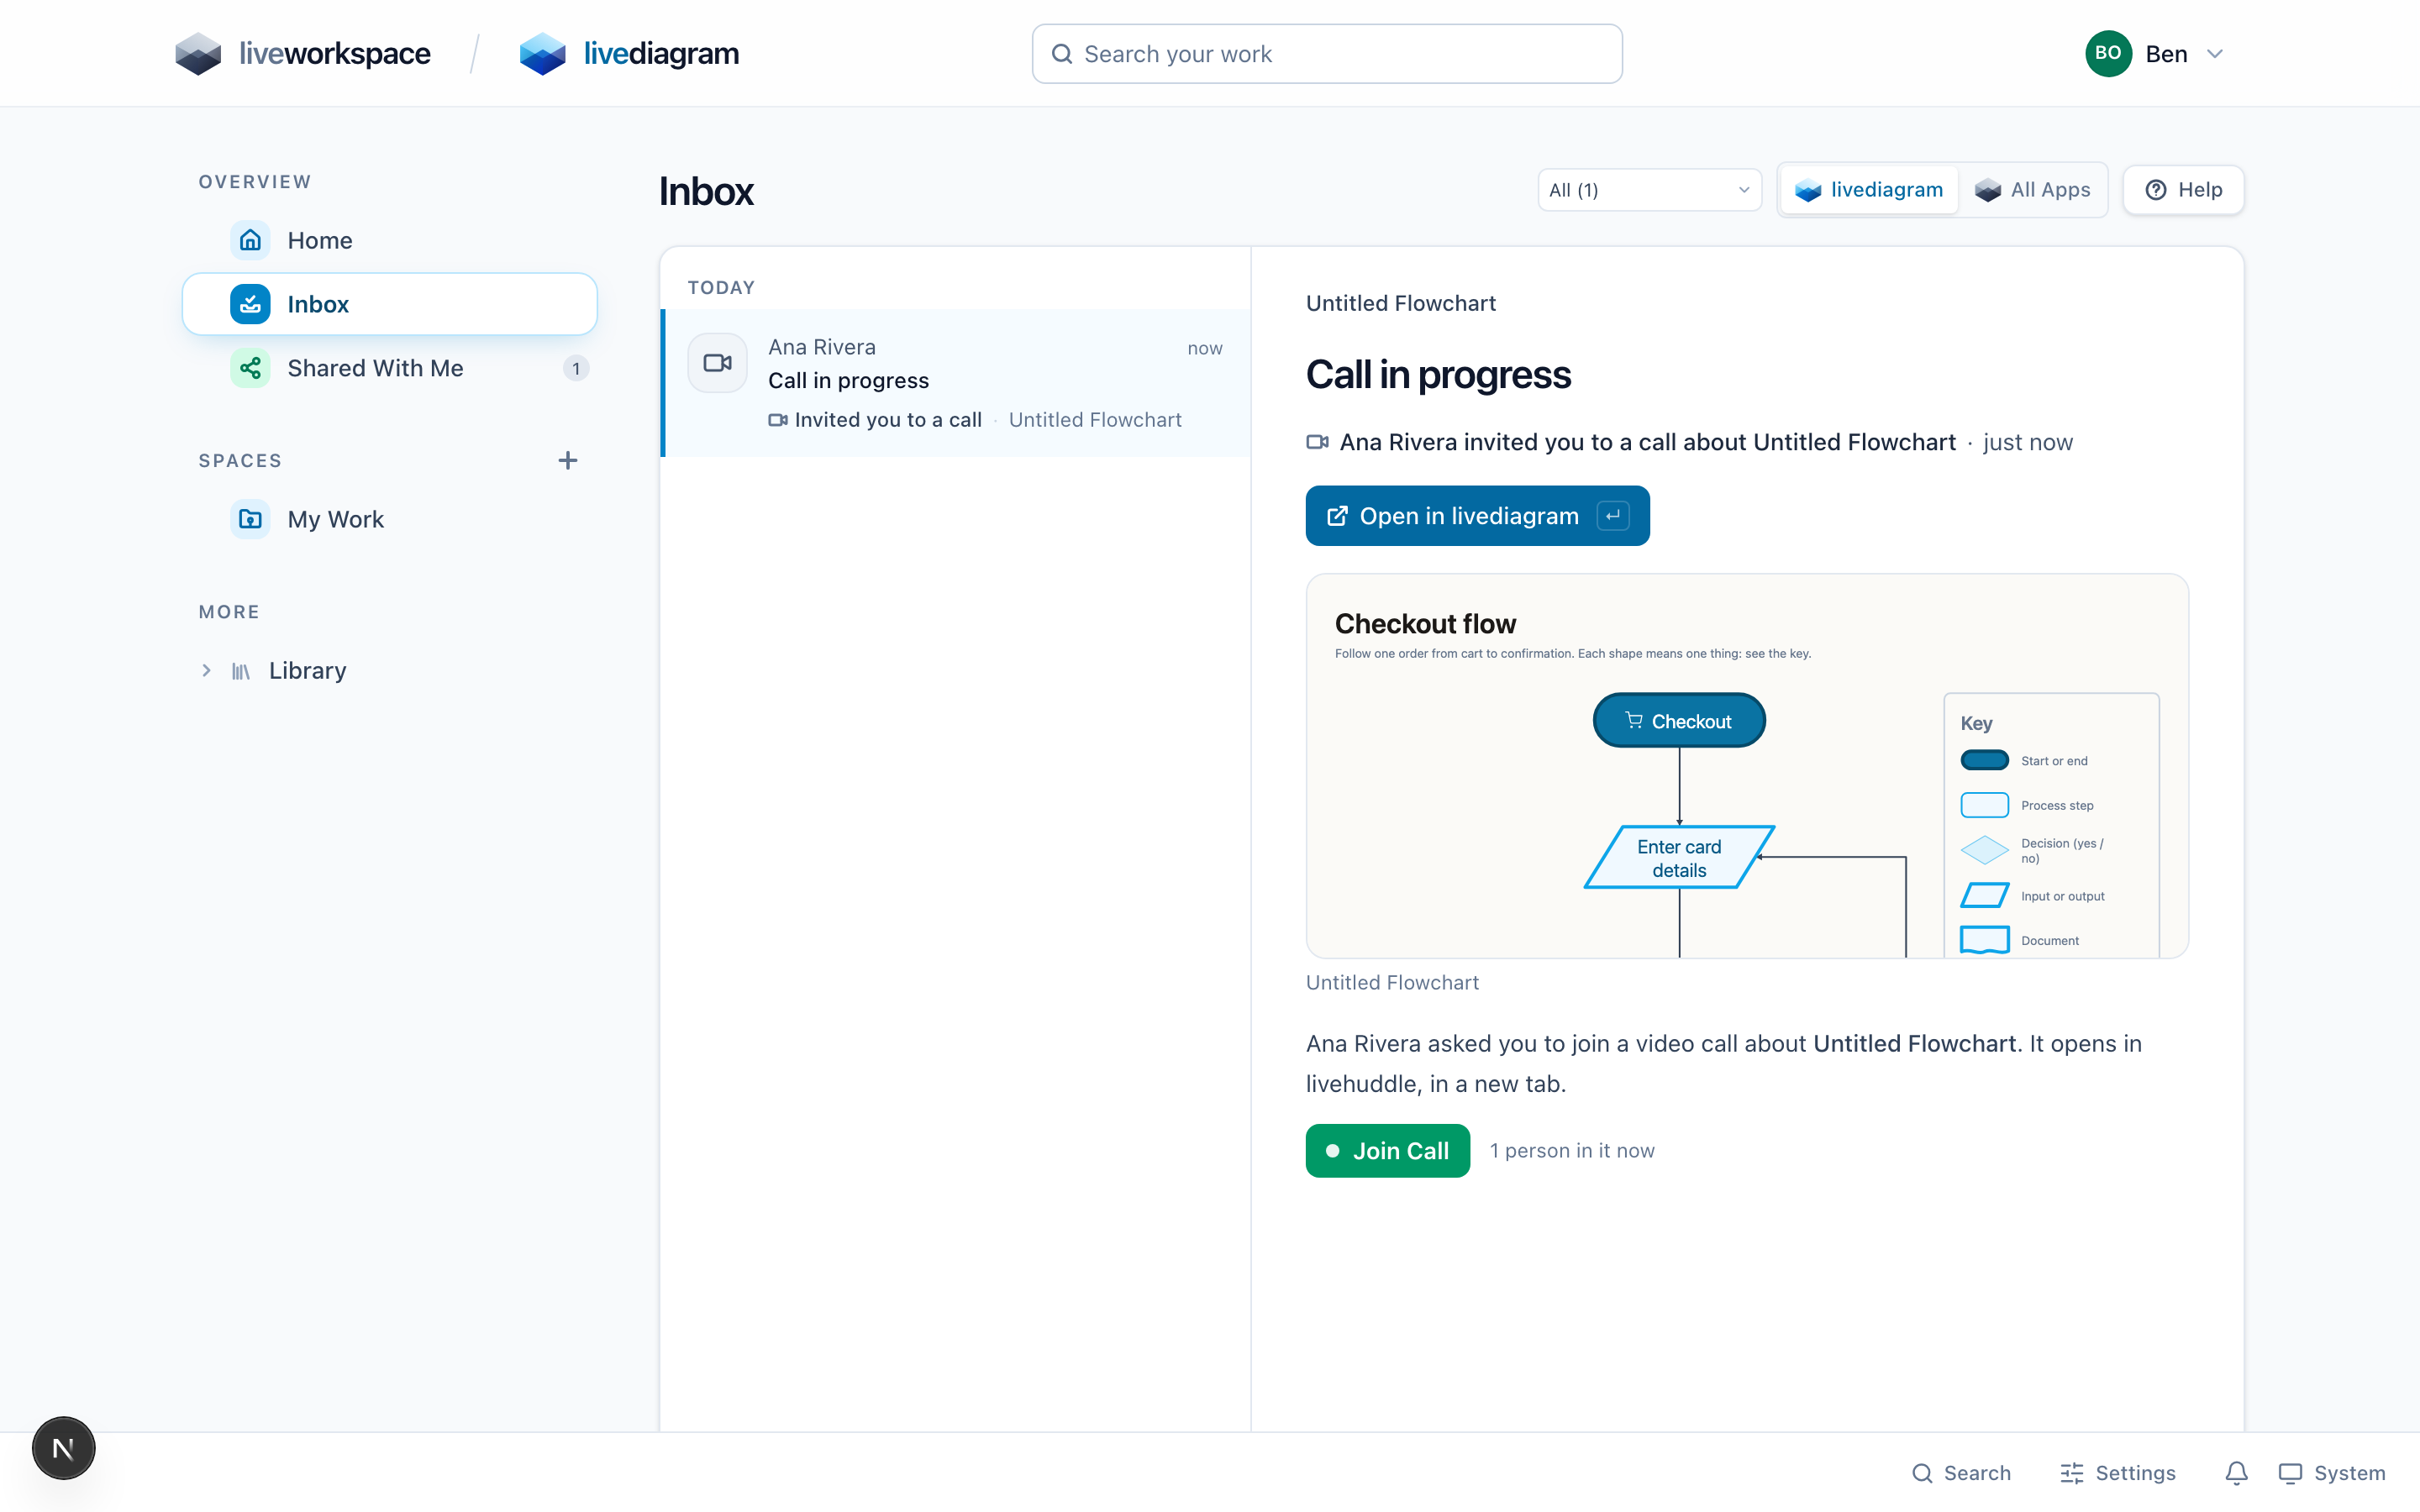 liveworkspace
livediagram
Search your work
BO
Ben
OVERVIEW
Home
Inbox
Shared With Me
1
SPACES
My Work
MORE
Library
Inbox
All (1)
livediagram
All Apps
Help
TODAY
Ana Rivera
now
Call in progress
Invited you to a call · Untitled Flowchart
Untitled Flowchart
Call in progress
Ana Rivera invited you to a call about Untitled Flowchart · just now
Open in livediagram
Checkout flow
Follow one order from cart to confirmation. Each shape means one thing: see the key.
Checkout
Enter card
details
Key
Start or end
Process step
Decision (yes /
no)
Input or output
Document
Untitled Flowchart
Ana Rivera asked you to join a video call about Untitled Flowchart. It opens in
livehuddle, in a new tab.
Join Call
1 person in it now
N
Search
Settings
System